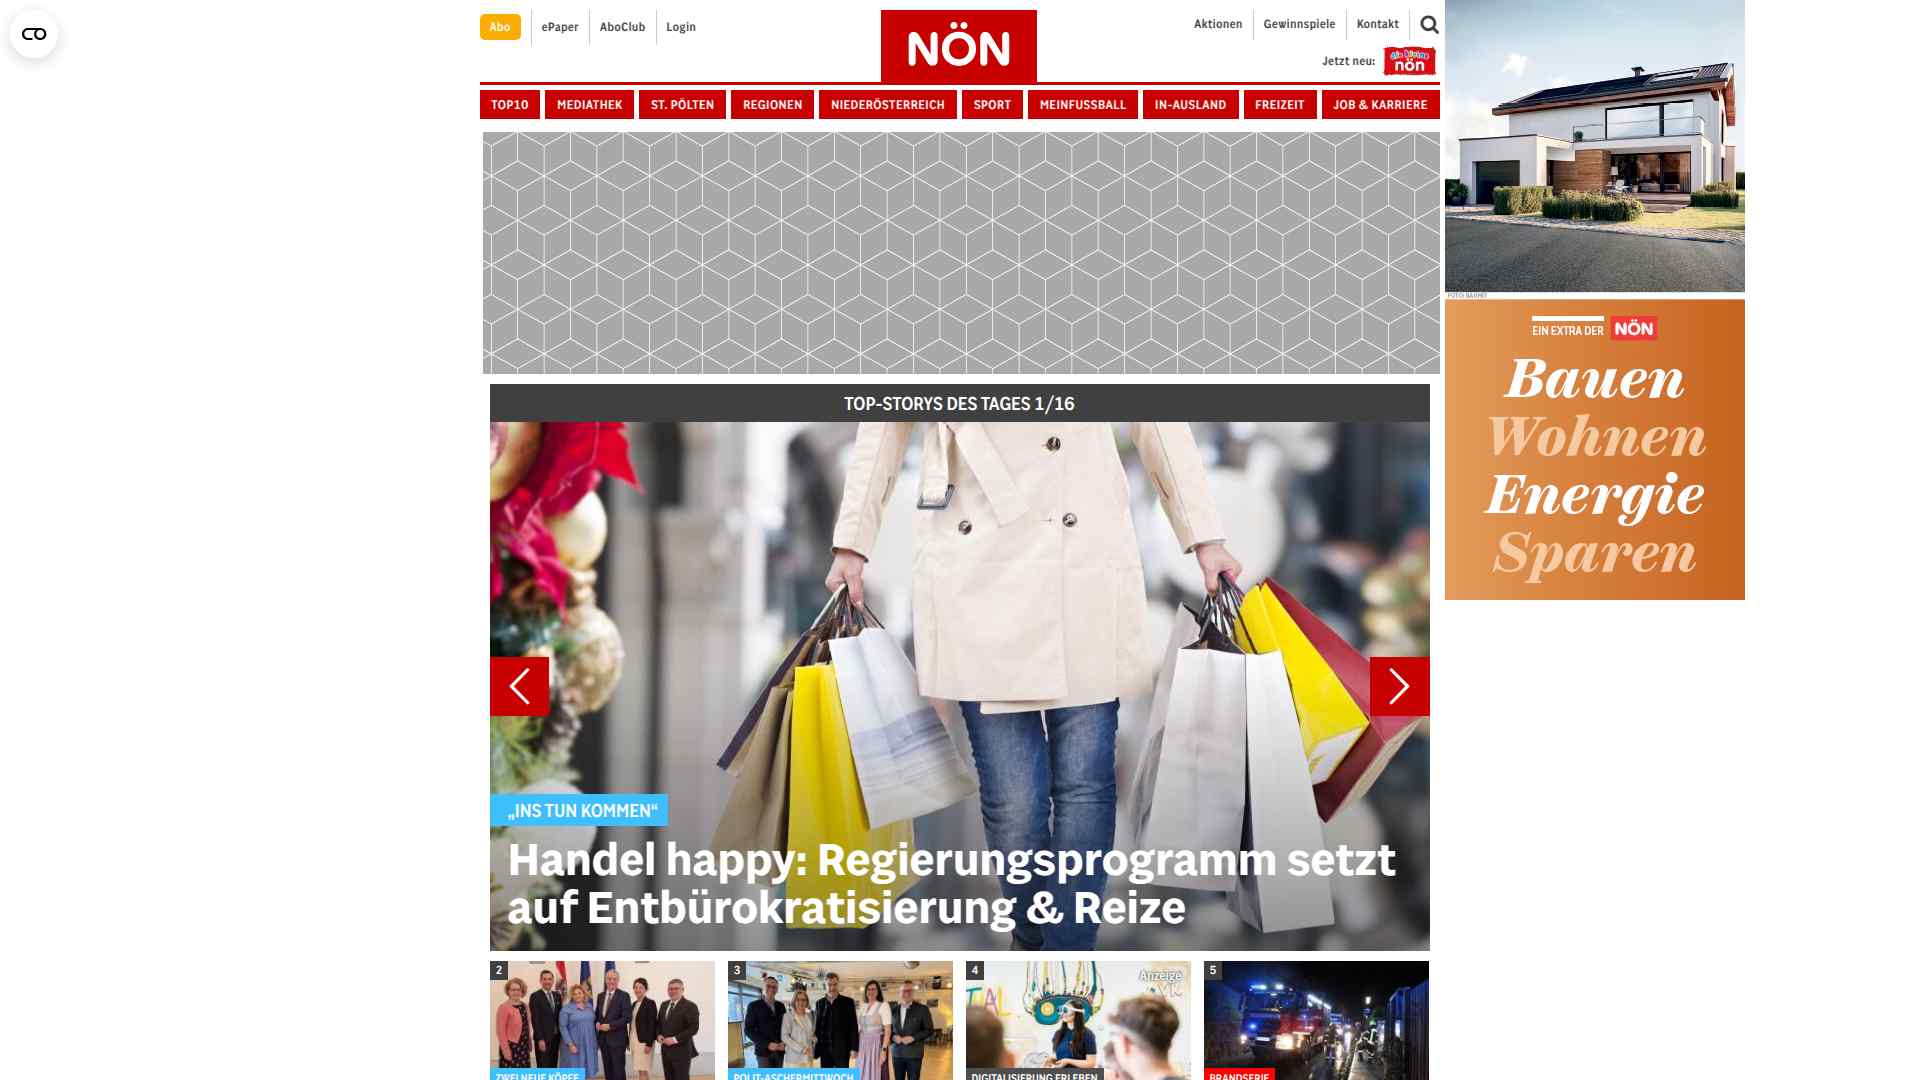 Abo
ePaper
AboClub
Login
NÖN
Aktionen
Gewinnspiele
Kontakt
Jetzt neu:
die kleine
nön
TOP10
MEDIATHEK
ST. PÖLTEN
REGIONEN
NIEDERÖSTERREICH
SPORT
MEINFUSSBALL
IN-AUSLAND
FREIZEIT
JOB & KARRIERE
FOTO: BAUMIT
EIN EXTRA DER NÖN
Bauen
Wohnen
Energie
Sparen
TOP-STORYS DES TAGES 1/16
„INS TUN KOMMEN“
Handel happy: Regierungsprogramm setzt
auf Entbürokratisierung & Reize
2
ZWEI NEUE KÖPFE
3
POLIT-ASCHERMITTWOCH
4
Anzeige
DIGITALISIERUNG ERLEBEN
5
BRANDSERIE